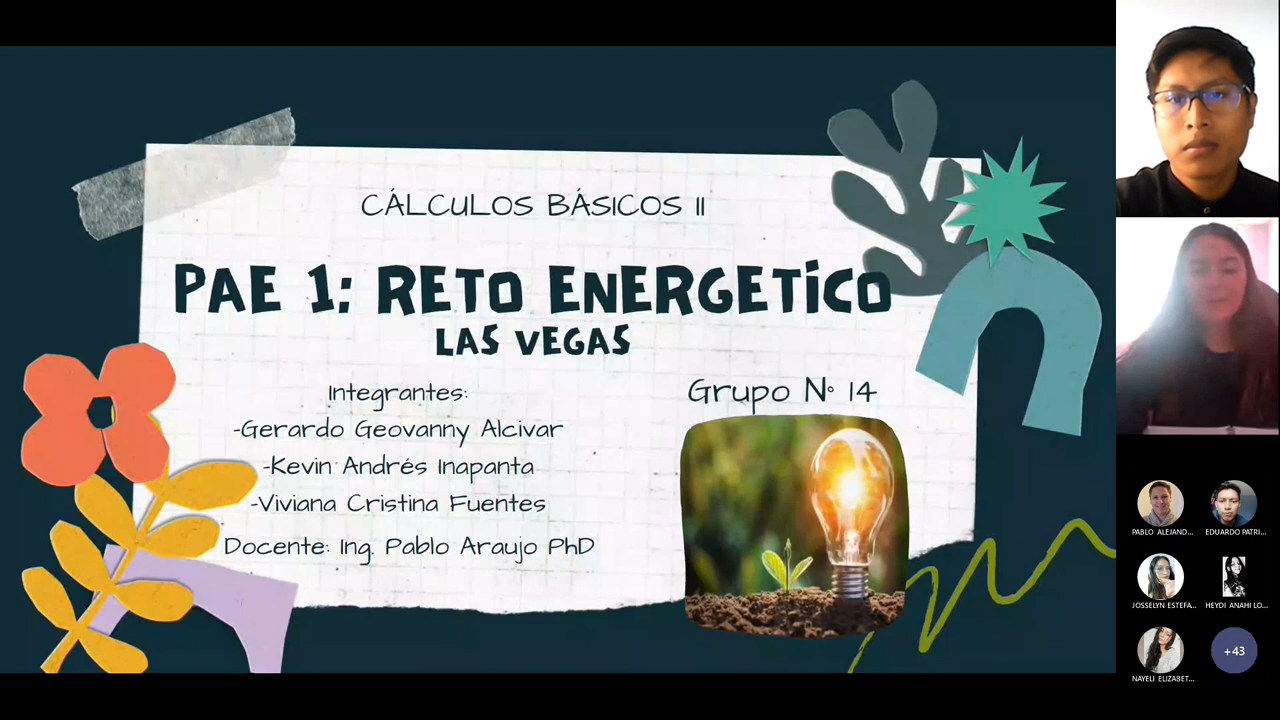 CÁLCULOS BÁSICOS II
PAE 1: RETO ENERGETÍCO
LAS VEGAS
Integrantes:
-Gerardo Geovanny Alcivar
-Kevin Andrés Inapanta
-Viviana Cristina Fuentes
Docente: Ing. Pablo Araujo PhD
Grupo N° 14
PABLO ALEJAND...
EDUARDO PATRI...
JOSSELYN ESTEFA...
HEYDI ANAHI LO...
NAYELI ELIZABET...
+43